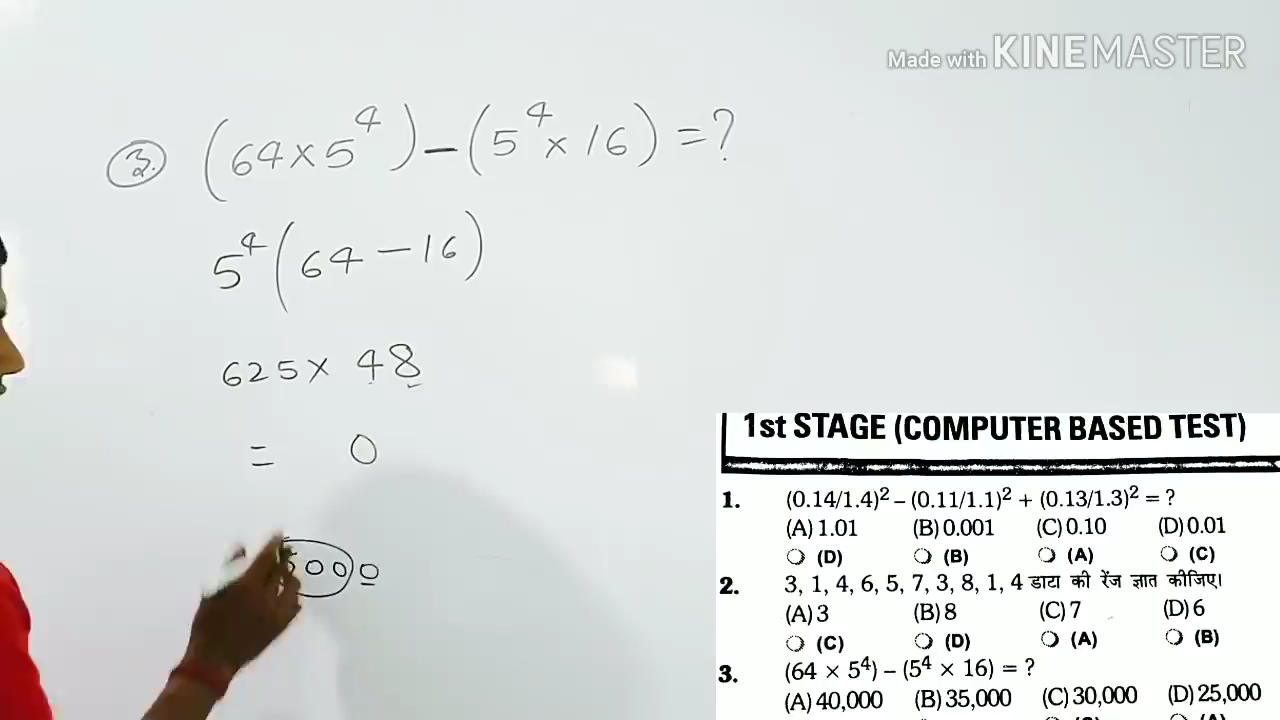 Made with KINEMASTER
3. (64×5⁴) − (5⁴×16) = ?
5⁴(64 − 16)
625× 48
= 0
000
1st STAGE (COMPUTER BASED TEST)
1. (0.14/1.4)² – (0.11/1.1)² + (0.13/1.3)² = ?
(A) 1.01 (B) 0.001 (C) 0.10 (D) 0.01
(D) (B) (A) (C)
2. 3, 1, 4, 6, 5, 7, 3, 8, 1, 4 डाटा की रेंज ज्ञात कीजिए।
(A) 3 (B) 8 (C) 7 (D) 6
(C) (D) (A) (B)
3. (64 × 5⁴) – (5⁴ × 16) = ?
(A) 40,000 (B) 35,000 (C) 30,000 (D) 25,000